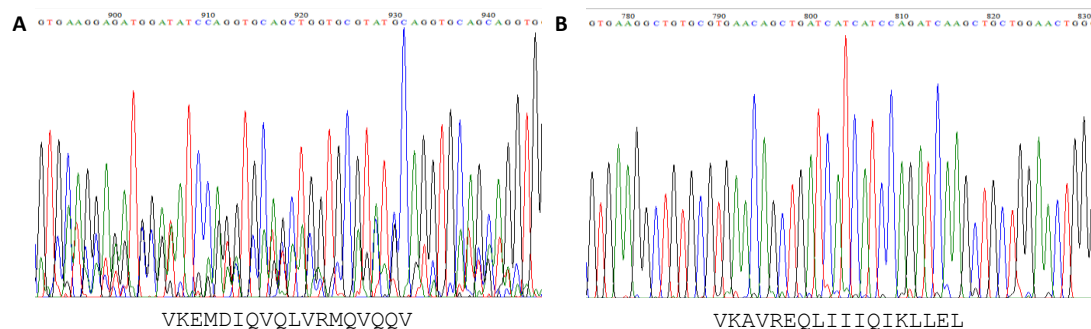 900 910 920 930 940
A
GTGAAGGAGATGGATATCCAGGTGCAGCTGGTGCGTATGCAGGTGCAGCAGGTG
VKEMDIQVQLVRMQVQQV
780 790 800 810 820 830
B
GTGAAGGCTGTGCGTGAACAGCTGATCATCATCCAGATCAAGCTGCTGGAACTGG
VKAVREQLIIIQIKLLEL